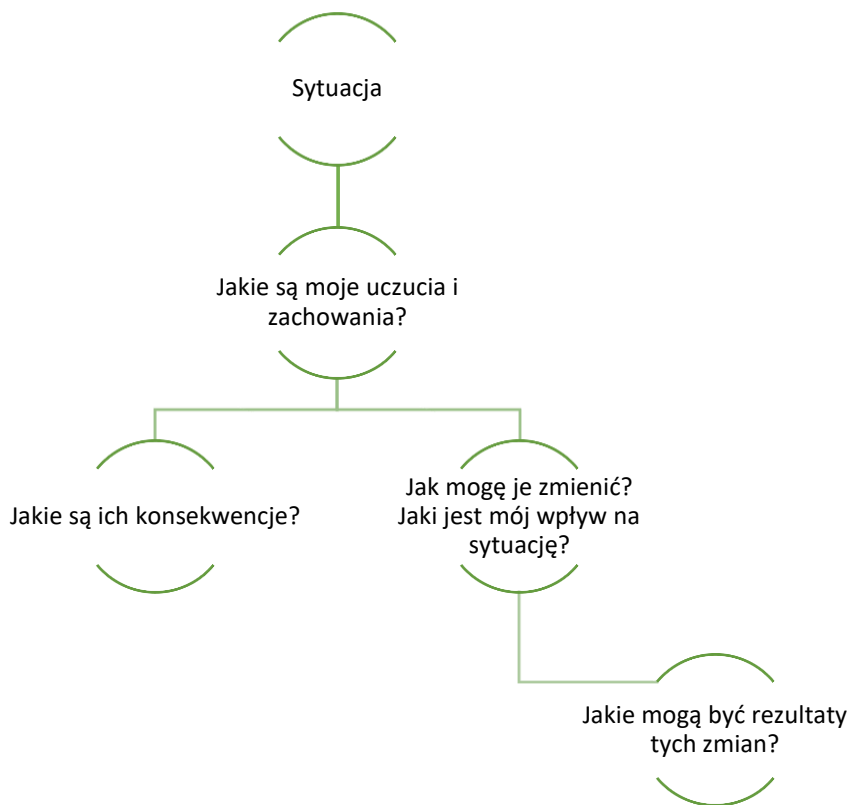 Sytuacja
Jakie są moje uczucia i
zachowania?
Jakie są ich konsekwencje?
Jak mogę je zmienić?
Jaki jest mój wpływ na
sytuację?
Jakie mogą być rezultaty
tych zmian?